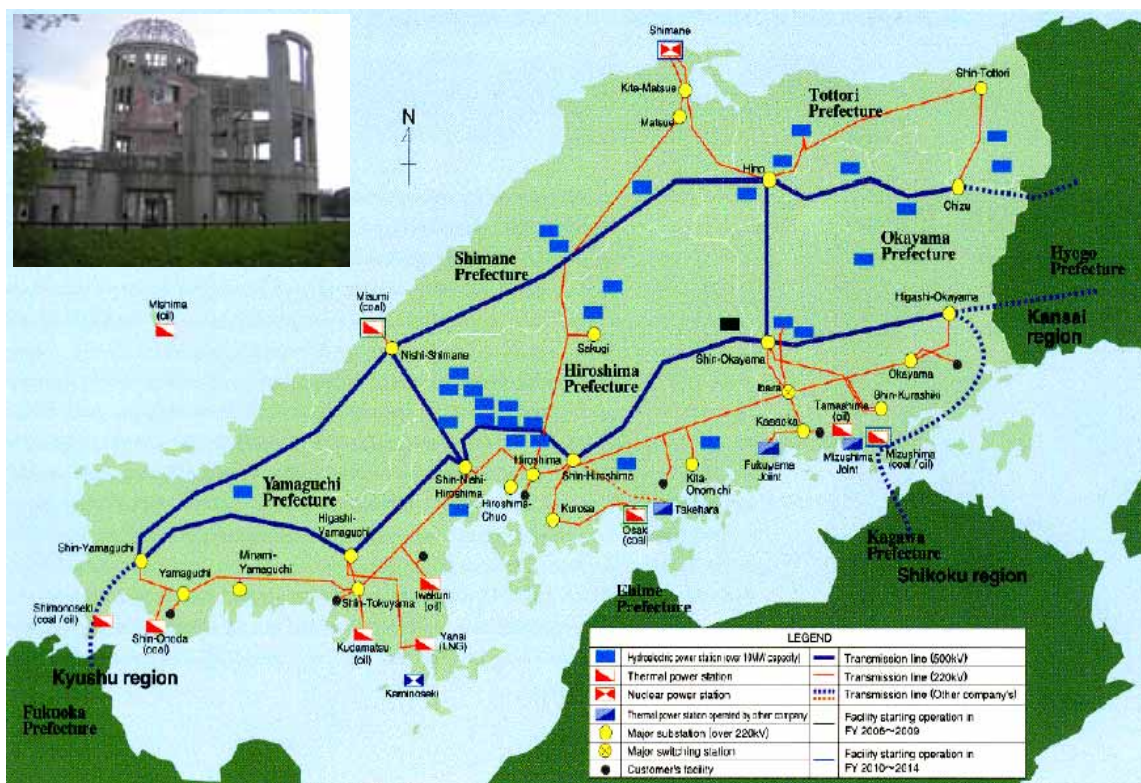 Shimane
Kita-Matsue
Matsue
Shin-Tottori
Tottori
Prefecture
N
Hino
Chizu
Shimane
Prefecture
Okayama
Prefecture
Hyogo
Prefecture
Kansai
region
Mishima
(oil)
Misumi
(coal)
Nishi-Shimane
Sakugi
Hiroshima
Prefecture
Shin-Okayama
Higashi-Okayama
Okayama
Ibara
Shin-Kurashiki
Kasaoka
Tamashima
(oil)
Fukuyama
Joint
Mizushima
Joint
Mizushima
(coal/oil)
Yamaguchi
Prefecture
Shin-Nishi-
Hiroshima
Hiroshima
Hiroshima-
Chuo
Shin-Hiroshima
Kita-
Onomichi
Kurose
Osaki
(coal)
Takehara
Kagawa
Prefecture
Shikoku region
Ehime
Prefecture
Shin-Yamaguchi
Yamaguchi
Minami-
Yamaguchi
Higashi-
Yamaguchi
Shin-Tokuyama
Iwakuni
(oil)
Yanai
(LNG)
Kudamatsu
(oil)
Kaminoseki
Shimonoseki
(coal/oil)
Shin-Onoda
(coal)
Kyushu region
Fukuoka
Prefecture
LEGEND
Hydroelectric power station (over 10MW capacity)
Thermal power station
Nuclear power station
Thermal power station operated by other company
Major substation (over 220kV)
Major switching station
Customer's facility
Transmission line (500kV)
Transmission line (220kV)
Transmission line (Other company's)
Facility starting operation in
FY 2006~2009
Facility starting operation in
FY 2010~2014